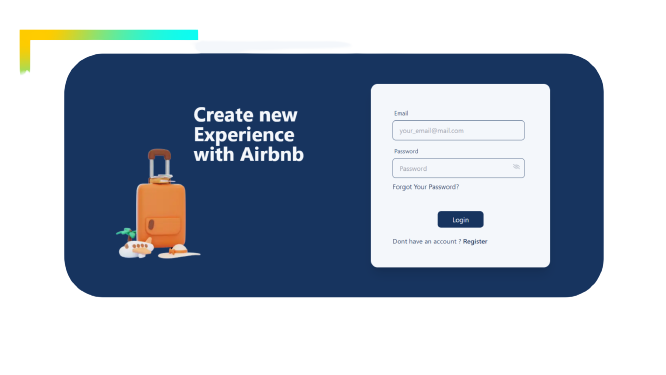 Create new
Experience
with Airbnb
Email
your_email@mail.com
Password
Password
Forgot Your Password?
Login
Dont have an account ? Register